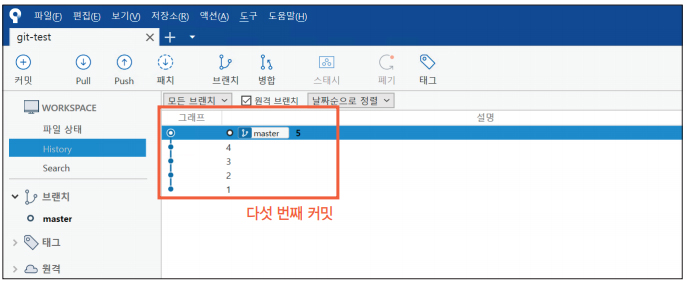 파일(F) 편집(E) 보기(V) 저장소(R) 액션(A) 도구 도움말(H)
git-test
커밋 Pull Push 패치 브랜치 병합 스태시 폐기 태그
WORKSPACE
파일 상태
History
Search
브랜치
master
태그
원격
모든 브랜치 원격 브랜치 날짜순으로 정렬
그래프 설명
master 5
4
3
2
1
다섯 번째 커밋